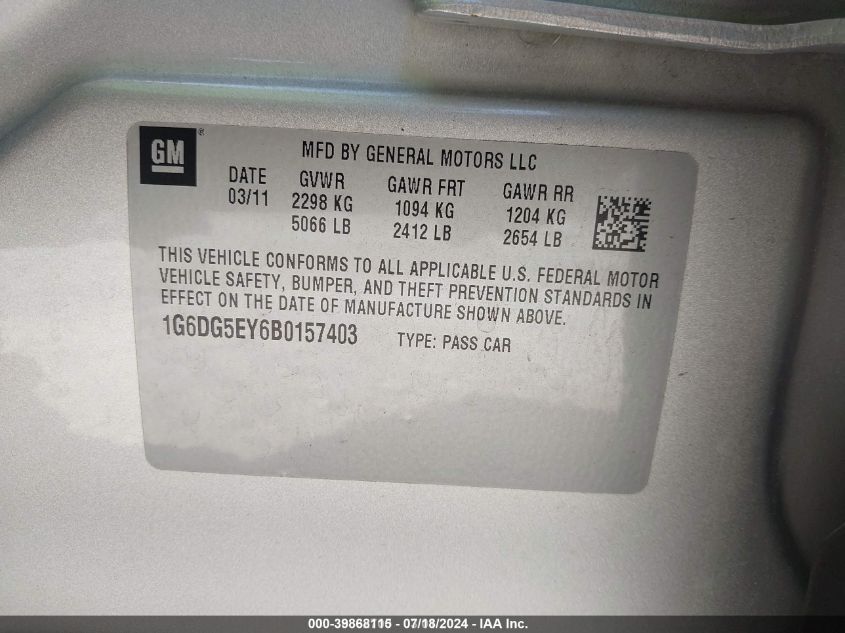 GM®
MFD BY GENERAL MOTORS LLC
DATE GVWR GAWR FRT GAWR RR
03/11 2298 KG 1094 KG 1204 KG
5066 LB 2412 LB 2654 LB
THIS VEHICLE CONFORMS TO ALL APPLICABLE U.S. FEDERAL MOTOR
VEHICLE SAFETY, BUMPER, AND THEFT PREVENTION STANDARDS IN
EFFECT ON THE DATE OF MANUFACTURE SHOWN ABOVE.
1G6DG5EY6B0157403 TYPE: PASS CAR
000-39868116 - 07/18/2024 - IAA Inc.